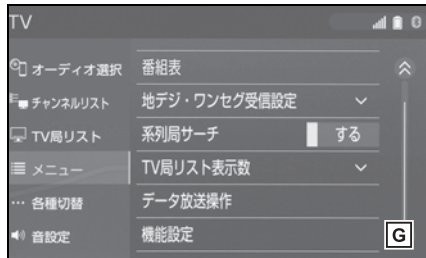 TV
オーディオ選択
チャンネルリスト
TV局リスト
メニュー
各種切替
音設定
番組表
地デジ・ワンセグ受信設定
系列局サーチ する
TV局リスト表示数
データ放送操作
機能設定
G